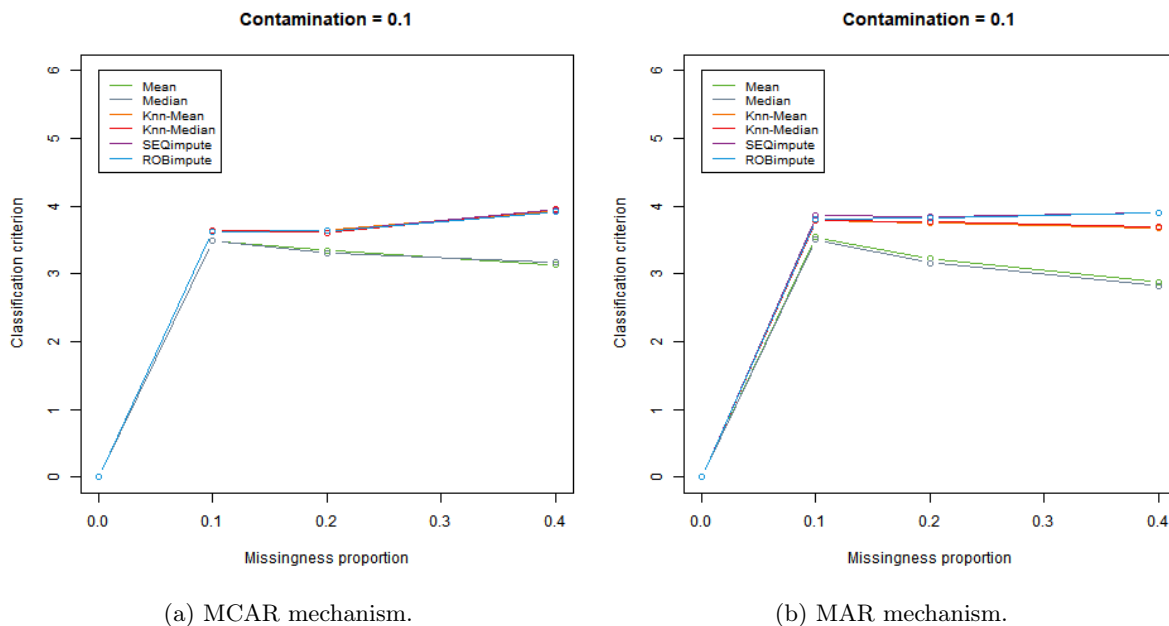 Contamination = 0.1
6
5
4
3
2
1
0
Classification criterion
Mean
Median
Knn-Mean
Knn-Median
SEQimpute
ROBimpute
0.0 0.1 0.2 0.3 0.4
Missingness proportion
(a) MCAR mechanism.
Contamination = 0.1
6
5
4
3
2
1
0
Classification criterion
Mean
Median
Knn-Mean
Knn-Median
SEQimpute
ROBimpute
0.0 0.1 0.2 0.3 0.4
Missingness proportion
(b) MAR mechanism.